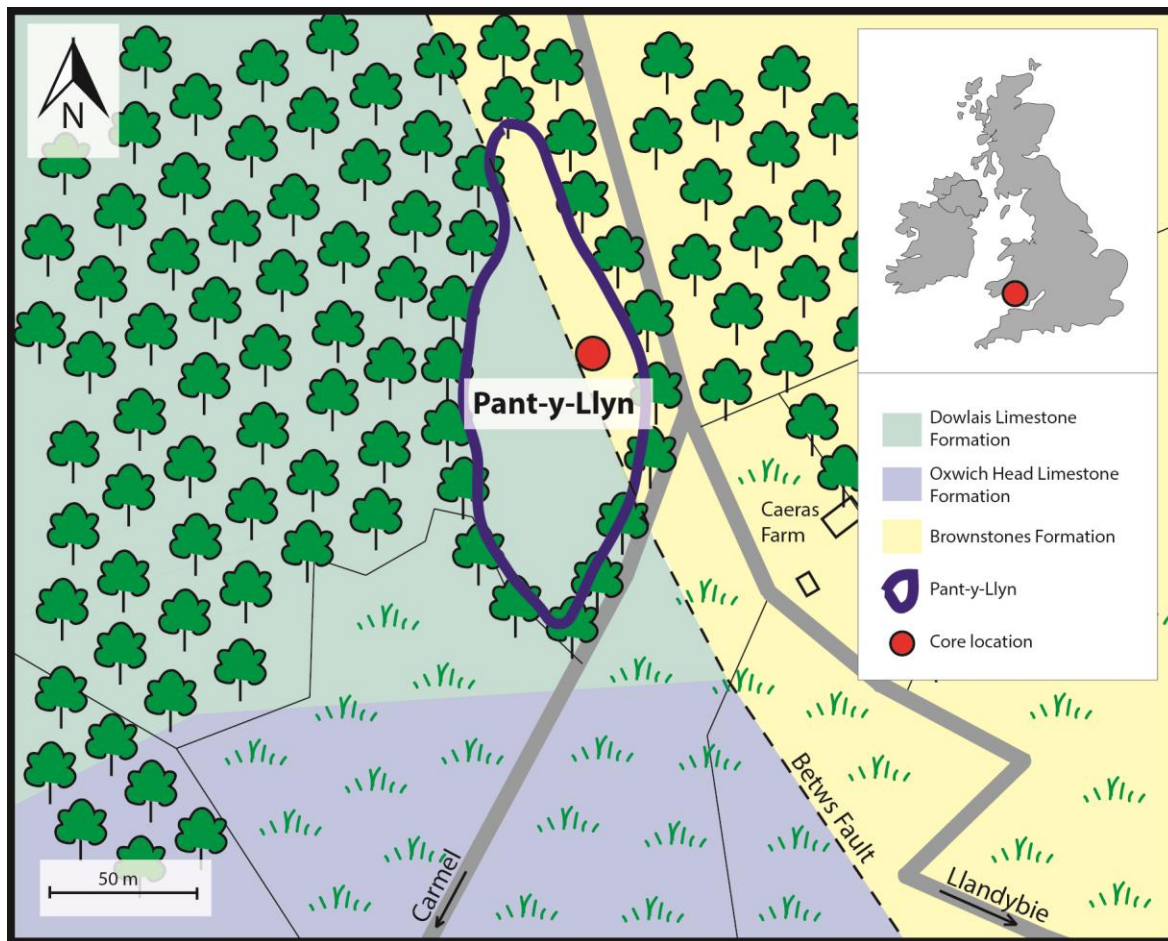 N
Pant-y-Llyn
Caeras
Farm
Betws Fault
Carmel
Llandybie
50 m
Dowlais Limestone
Formation
Oxwich Head Limestone
Formation
Brownstones Formation
Pant-y-Llyn
Core location